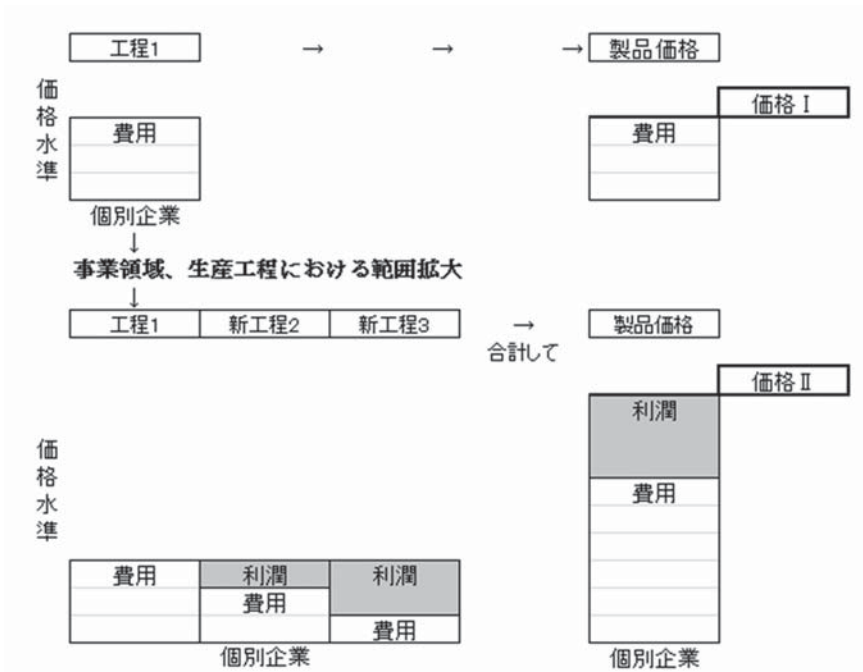 工程1 → → → 製品価格
価格水準
価格Ⅰ
費用 費用
個別企業
↓
事業領域、生産工程における範囲拡大
↓
工程1 新工程2 新工程3 → 製品価格
合計して
価格Ⅱ
利潤
価格水準
費用
費用 利潤 利潤
費用
費用
個別企業 個別企業